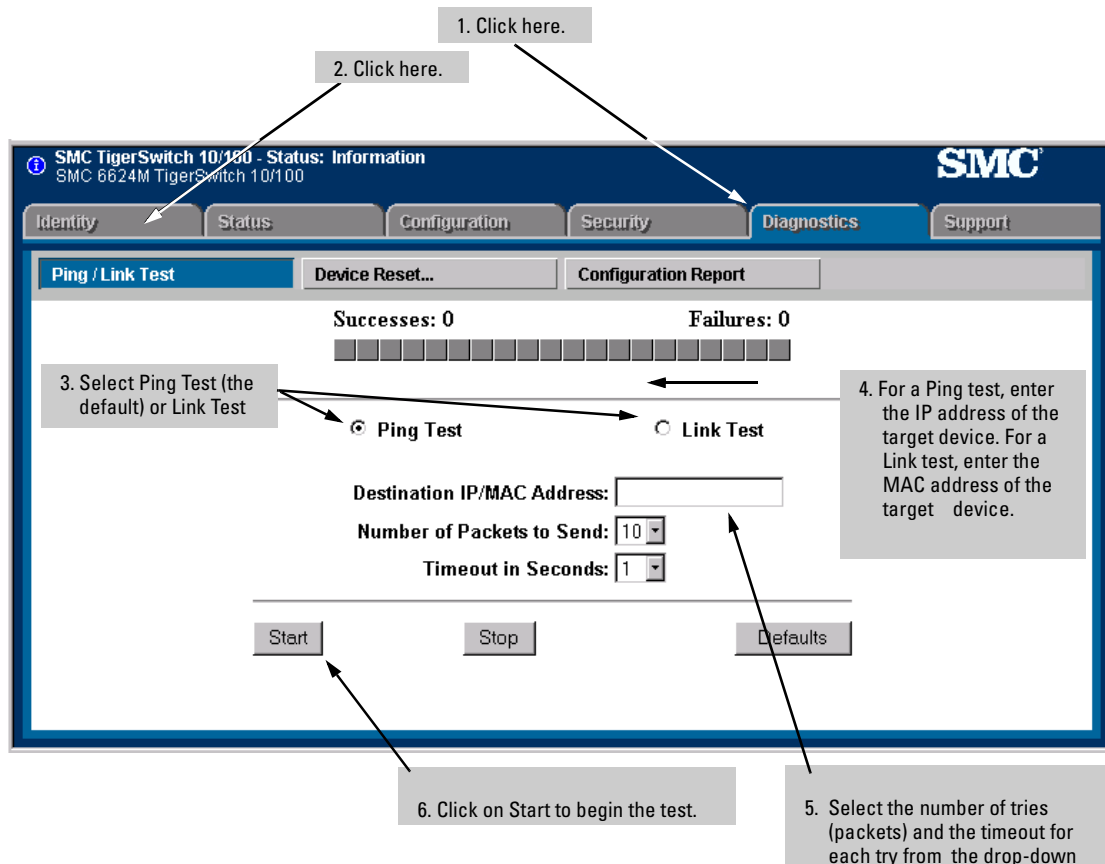 1. Click here.
2. Click here.
SMC TigerSwitch 10/100 - Status: Information
SMC 6624M TigerSwitch 10/100
SMC
Identity
Status
Configuration
Security
Diagnostics
Support
Ping / Link Test
Device Reset...
Configuration Report
Successes: 0
Failures: 0
3. Select Ping Test (the
default) or Link Test
4. For a Ping test, enter
the IP address of the
target device. For a
Link test, enter the
MAC address of the
target device.
Ping Test
Link Test
Destination IP/MAC Address:
Number of Packets to Send: 10
Timeout in Seconds: 1
Start
Stop
Defaults
6. Click on Start to begin the test.
5. Select the number of tries
(packets) and the timeout for
each try from the drop-down